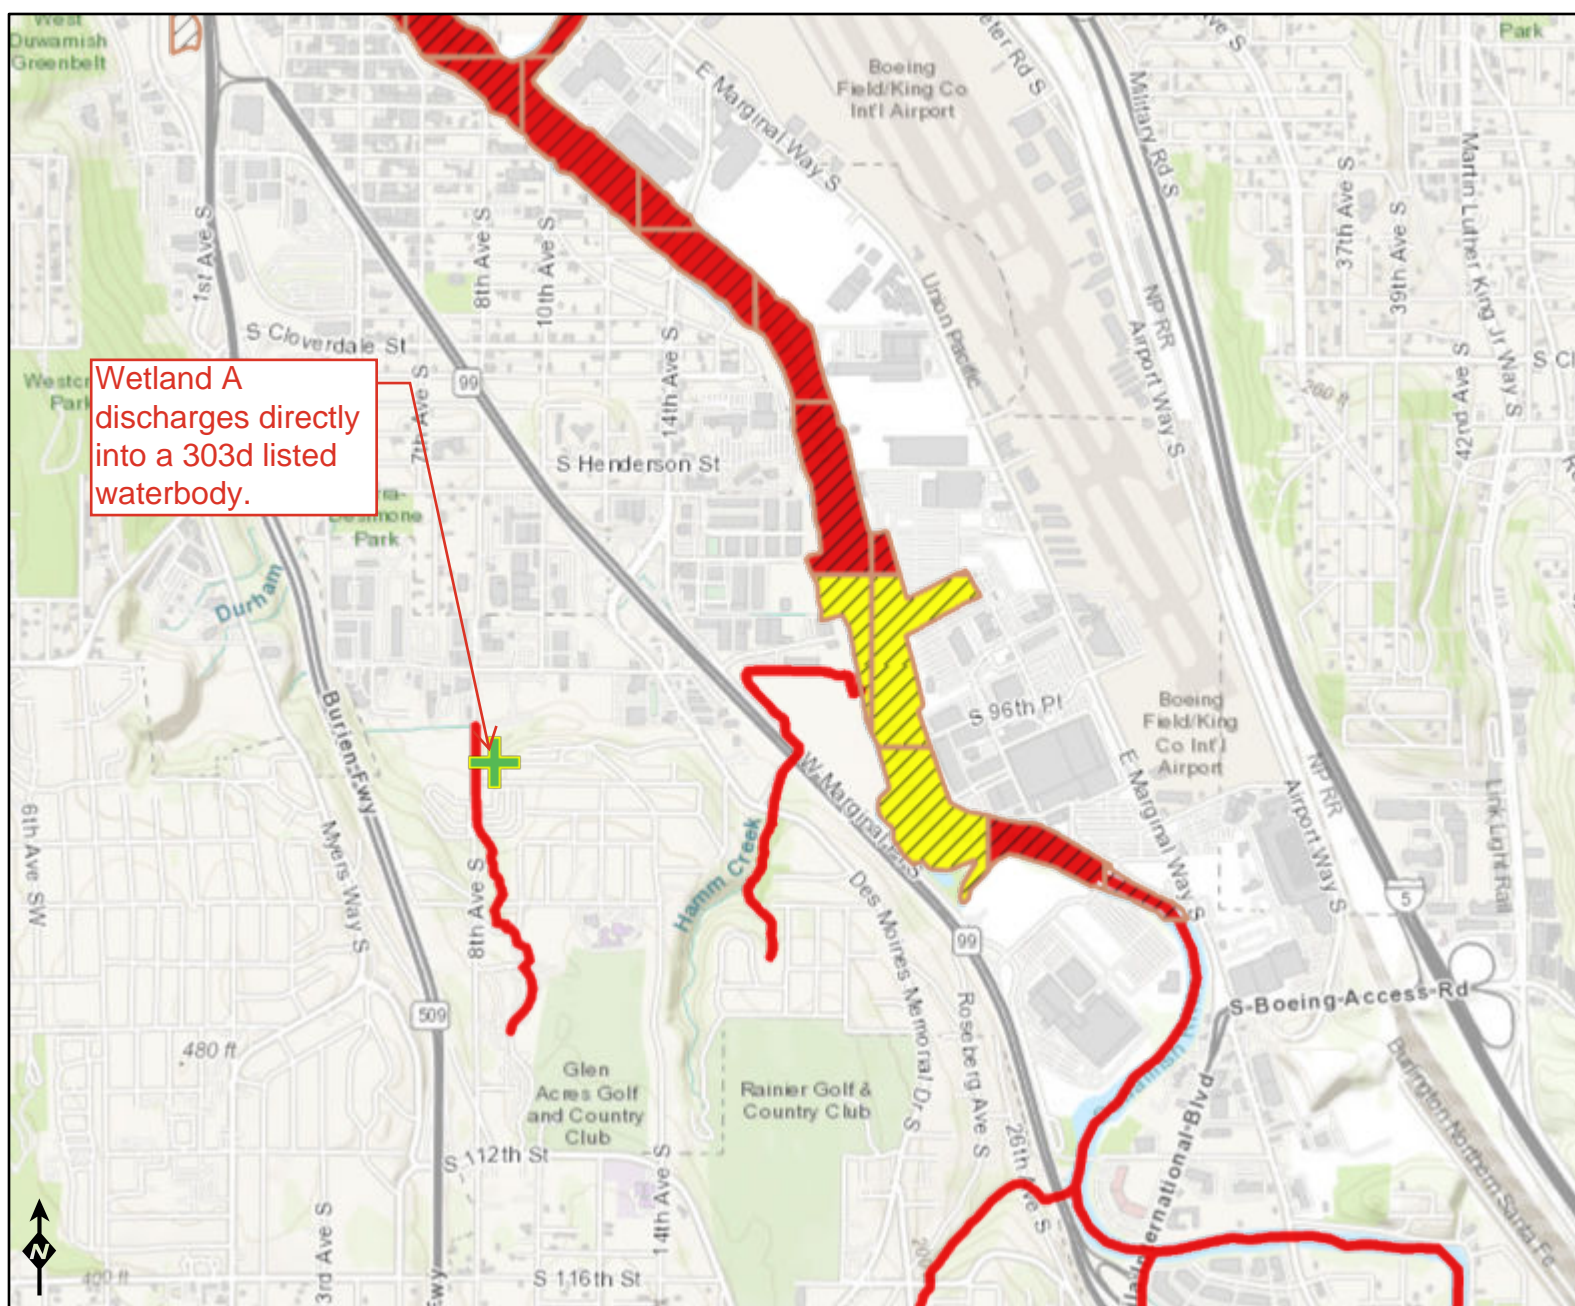 West
Duwamish
Greenbelt
Park
Boeing
Field/King Co
Int'l Airport
E Marginal Way S
Military Rd S
Martin Luther King Jr Way S
37th Ave S
39th Ave S
1st Ave S
8th Ave S
10th Ave S
Union Pacific
NP RR
Airport Way S
S Cloverdale St
14th Ave S
42nd Ave S
260 ft
99
7th Ave S
Wetland A
discharges directly
into a 303d listed
waterbody.
S Henderson St
Park
Durham
S 96th Pl
Boeing
Field/King
Co Int'l
Airport
Burien-Fwy
W Marginal
E Marginal Way S
NP RR
Airport Way S
Link Light Rail
6th Ave SW
Myers Way S
8th Ave S
Hamm Creek
Des Moines Memorial Dr S
5
99
509
Roseberg Ave S
S-Boeing-Access-Rd
480 ft
Glen
Acres Golf
and Country
Club
Rainier Golf &
Country Club
Burlington Northern Santa Fe
S 112th St
26th Ave S
14th Ave S
3rd Ave S
N
400 ft
S 116th St